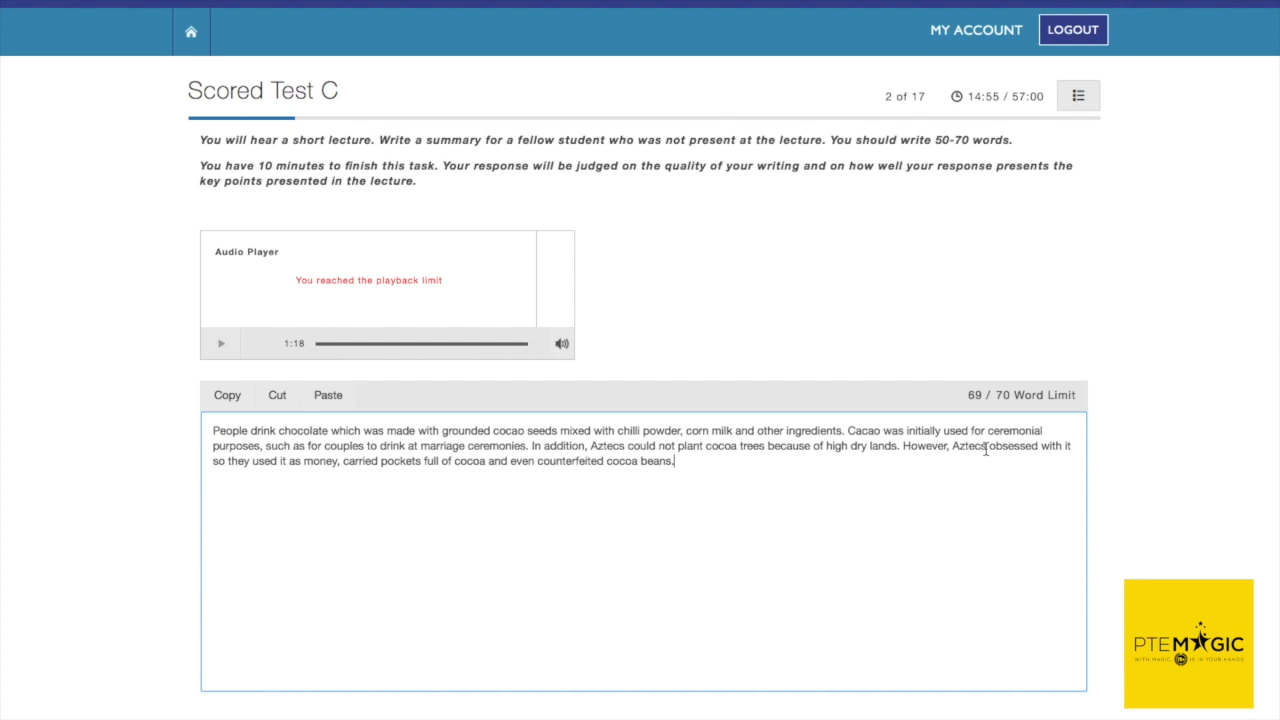 MY ACCOUNT
LOGOUT
Scored Test C
2 of 17
14:55 / 57:00
You will hear a short lecture. Write a summary for a fellow student who was not present at the lecture. You should write 50-70 words.
You have 10 minutes to finish this task. Your response will be judged on the quality of your writing and on how well your response presents the
key points presented in the lecture.
Audio Player
You reached the playback limit
1:18
Copy
Cut
Paste
69 / 70 Word Limit
People drink chocolate which was made with grounded cocao seeds mixed with chilli powder, corn milk and other ingredients. Cacao was initially used for ceremonial
purposes, such as for couples to drink at marriage ceremonies. In addition, Aztecs could not plant cocoa trees because of high dry lands. However, Aztecs obsessed with it
so they used it as money, carried pockets full of cocoa and even counterfeited cocoa beans.
PTEMAGIC
WITH MAGIC, 79+ IS IN YOUR HANDS